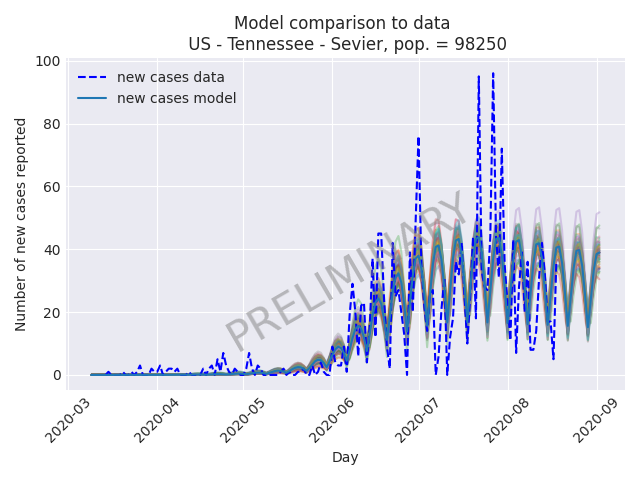 Model comparison to data
US - Tennessee - Sevier, pop. = 98250
new cases data
new cases model
PRELIMINARY
Number of new cases reported
100
80
60
40
20
0
2020-03
2020-04
2020-05
2020-06
2020-07
2020-08
2020-09
Day